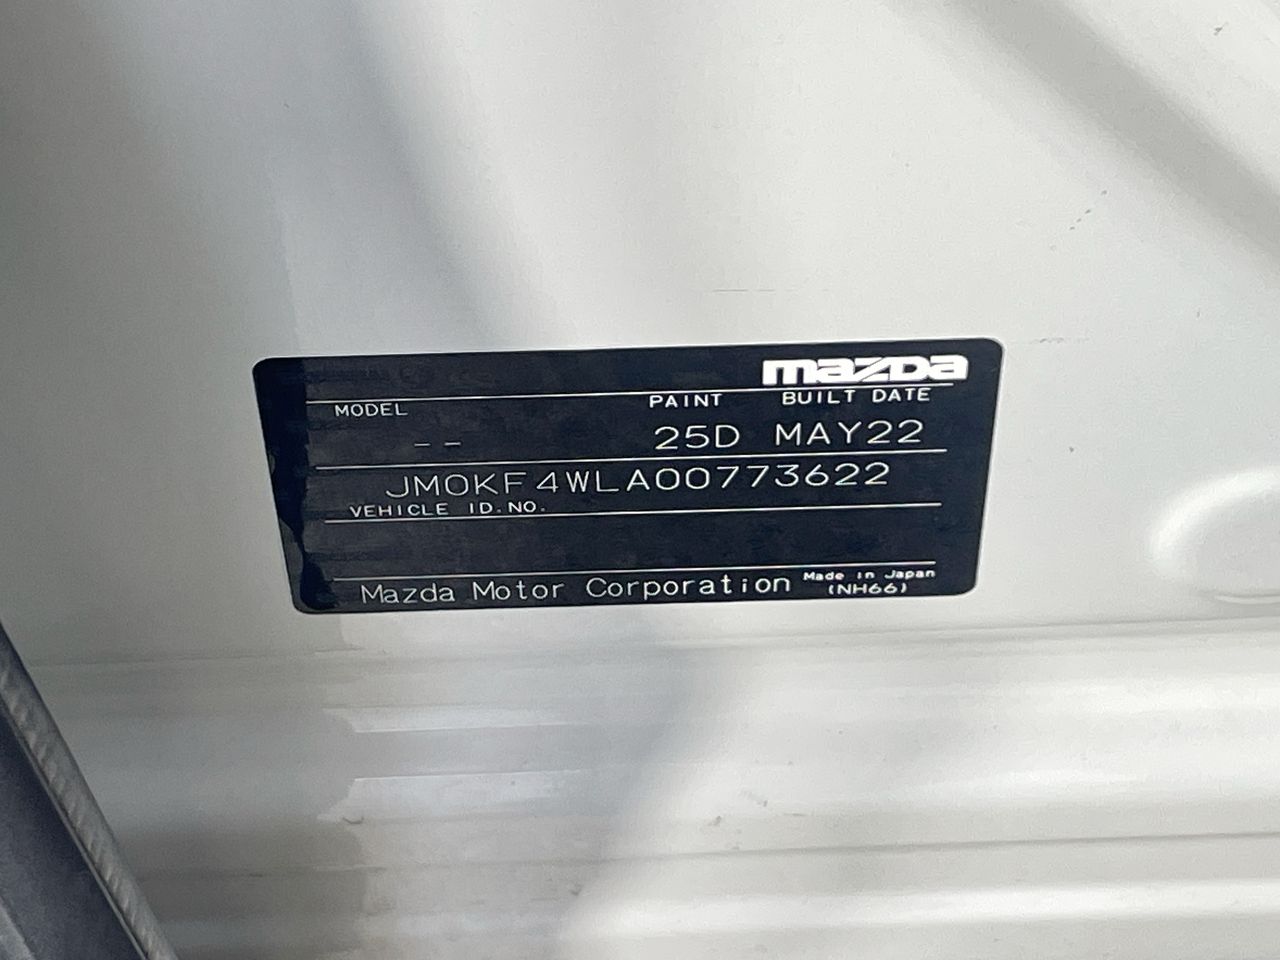 mazda
MODEL PAINT BUILT DATE
-- 25D MAY22
JM0KF4WLA00773622
VEHICLE ID.NO.
Mazda Motor Corporation Made in Japan
(NH66)